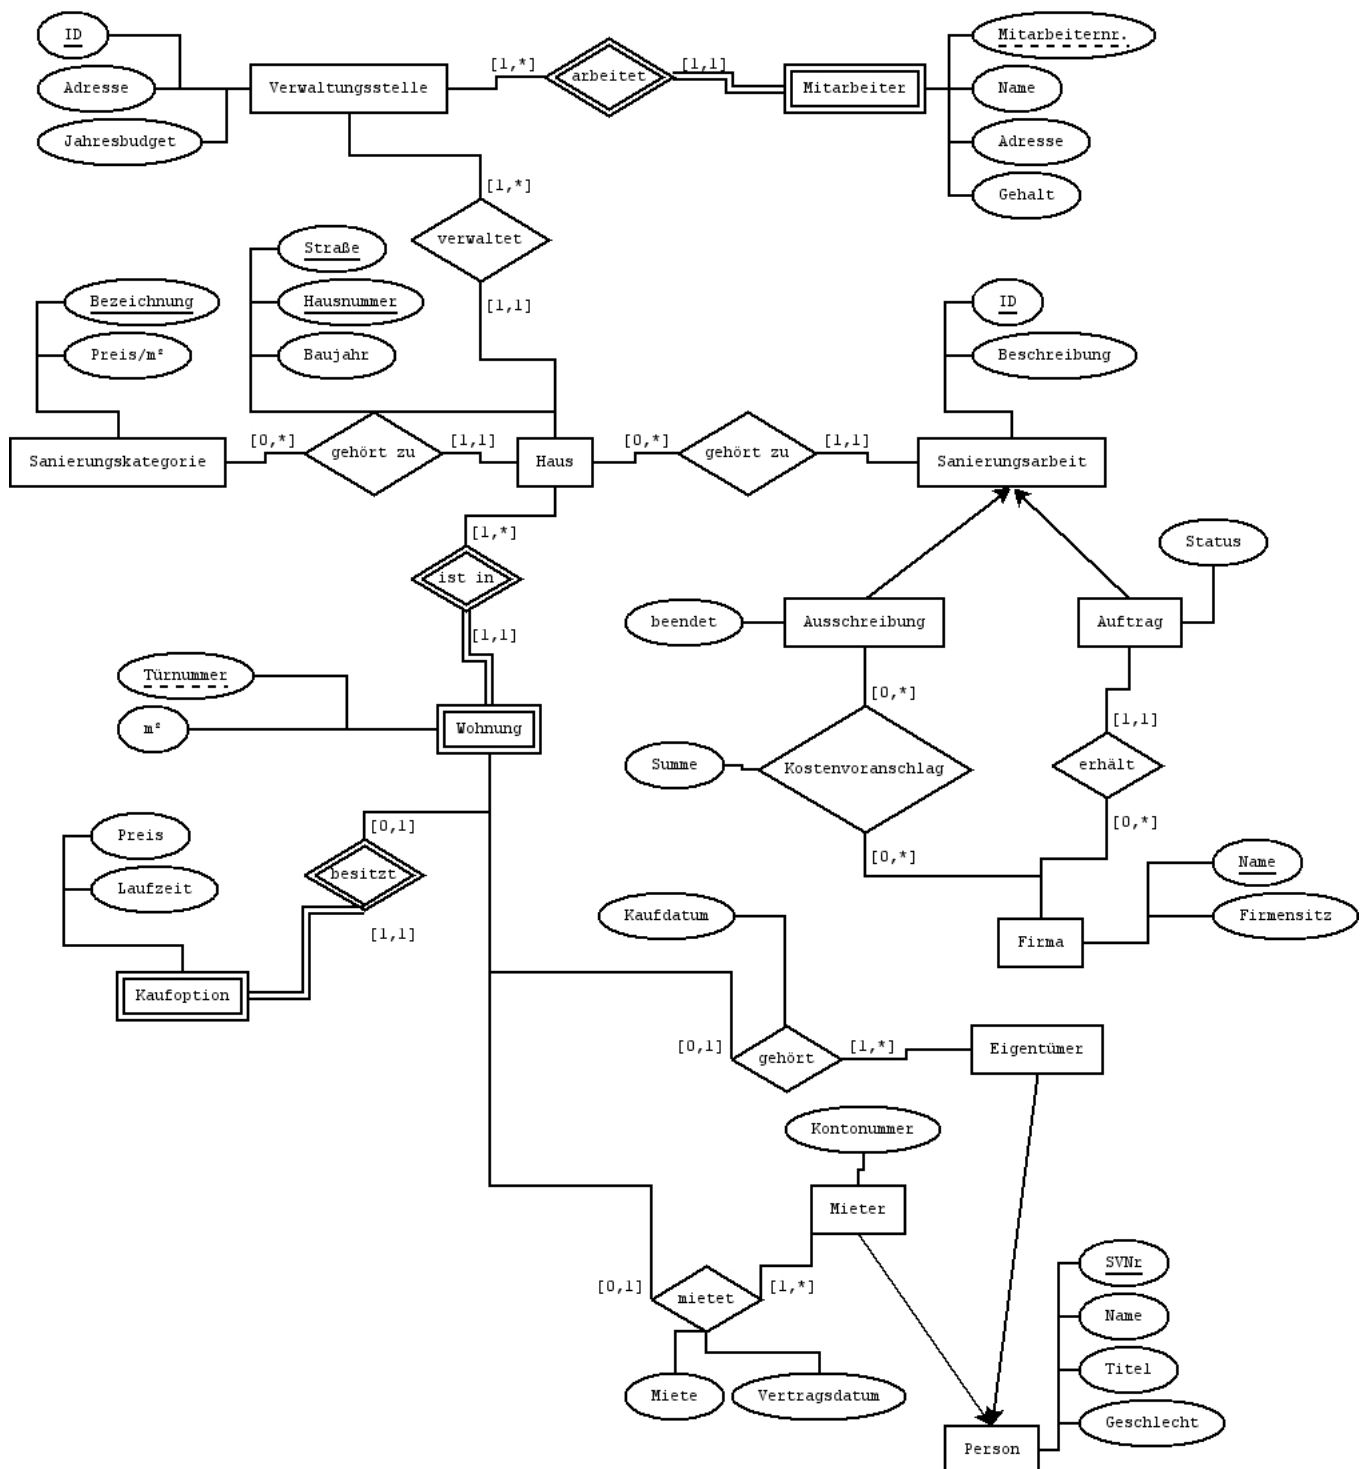 ID
Mitarbeiternr.
[1,*]
arbeitet
[1,1]
Adresse
Verwaltungsstelle
Mitarbeiter
Name
Jahresbudget
Adresse
[1,*]
Gehalt
verwaltet
Straße
[1,1]
Bezeichnung
Hausnummer
ID
Preis/m²
Baujahr
Beschreibung
[0,*]
gehört zu
[1,1]
[0,*]
gehört zu
[1,1]
Sanierungskategorie
Haus
Sanierungsarbeit
[1,*]
Status
ist in
[1,1]
beendet
Ausschreibung
Auftrag
Türnummer
[0,*]
[1,1]
m²
Wohnung
Summe
Kostenvoranschlag
erhält
[0,1]
[0,*]
Preis
[0,*]
Name
besitzt
Laufzeit
Kaufdatum
Firmensitz
[1,1]
Firma
Kaufoption
[0,1]
gehört
[1,*]
Eigentümer
Kontonummer
Mieter
SVNr
[0,1]
mietet
[1,*]
Name
Titel
Miete
Vertragsdatum
Geschlecht
Person